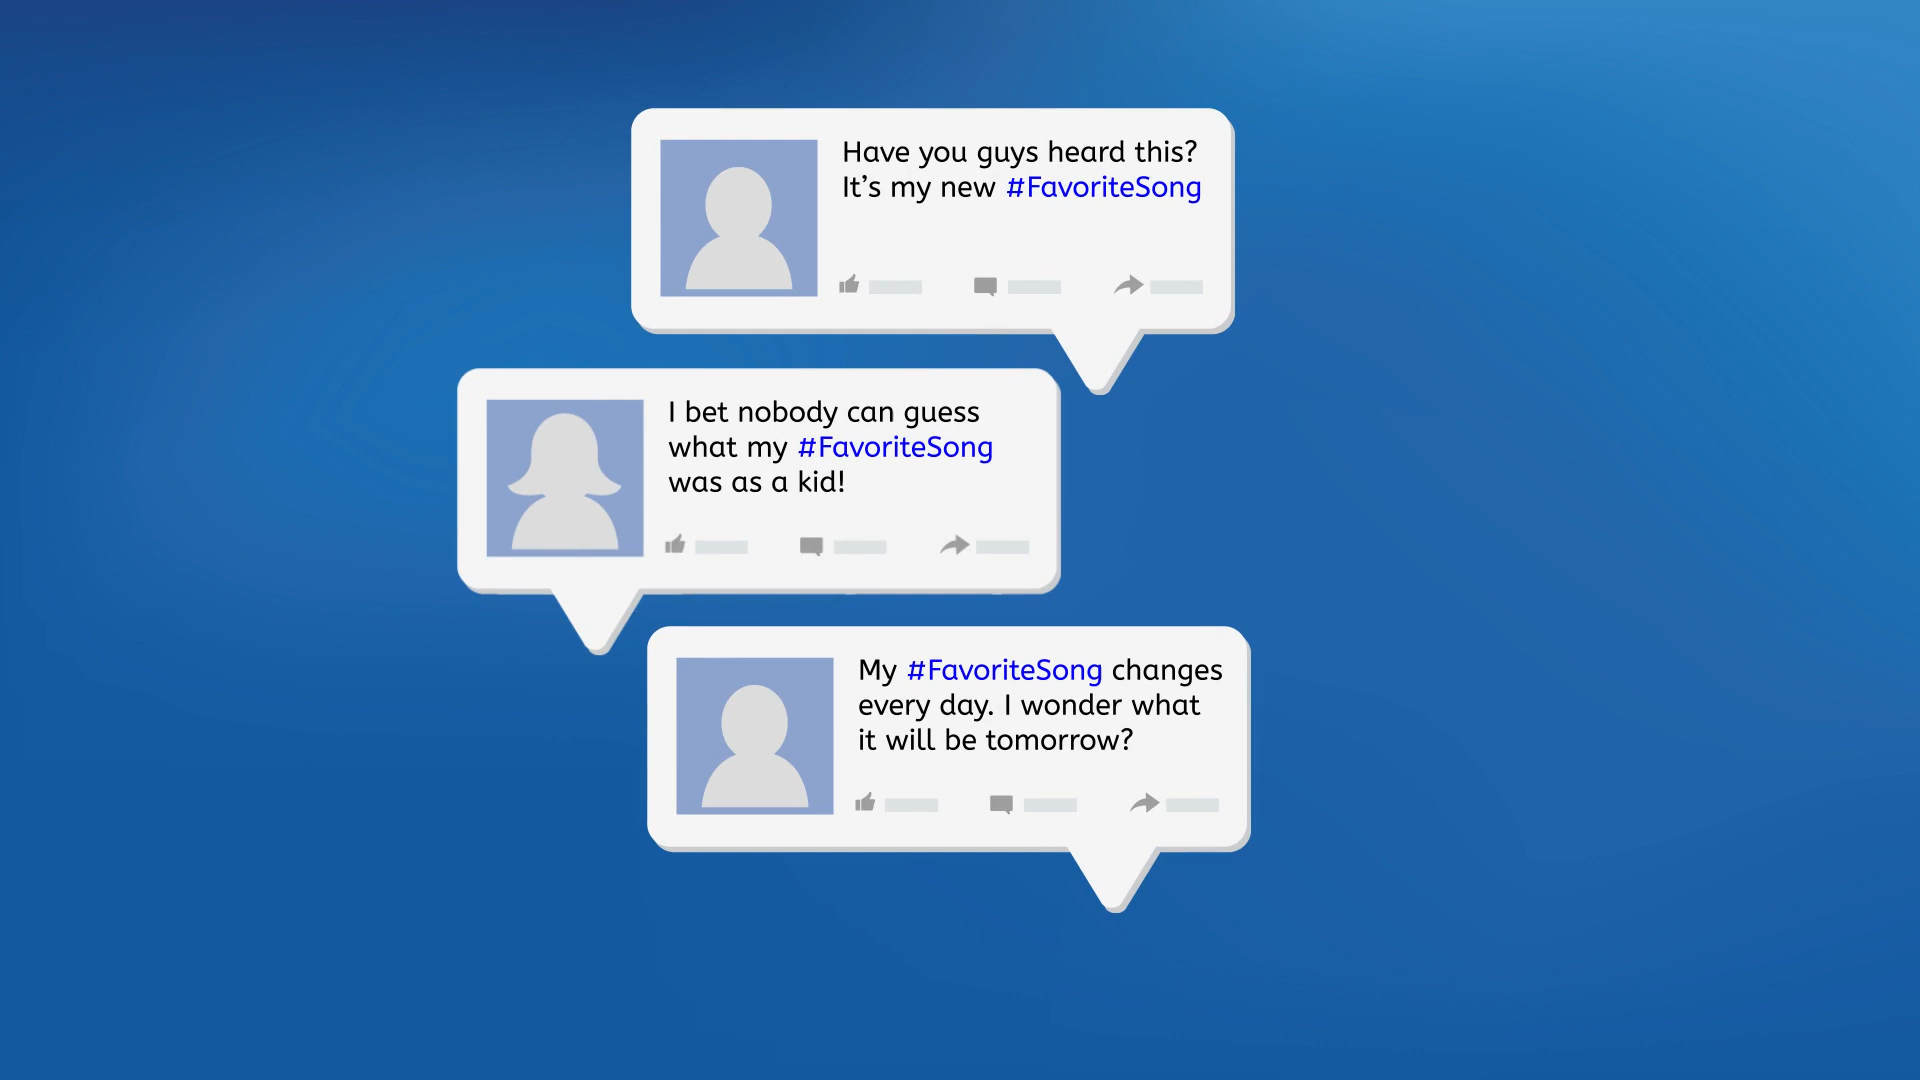 Have you guys heard this?
It’s my new #FavoriteSong
I bet nobody can guess
what my #FavoriteSong
was as a kid!
My #FavoriteSong changes
every day. I wonder what
it will be tomorrow?